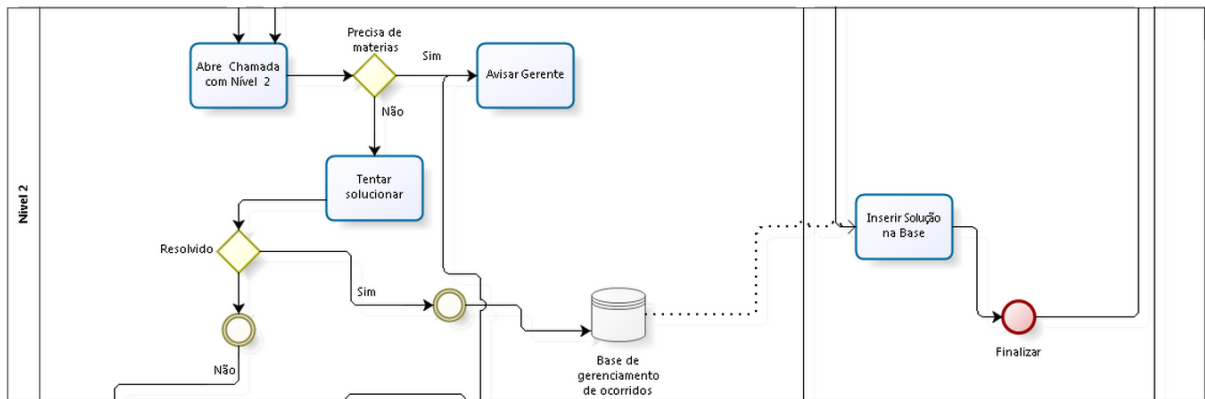 Nivel 2
Abre Chamada
com Nível 2
Precisa de
materias
Sim
Avisar Gerente
Não
Tentar
solucionar
Resolvido
Sim
Não
Base de
gerenciamento
de ocorridos
Inserir Solução
na Base
Finalizar